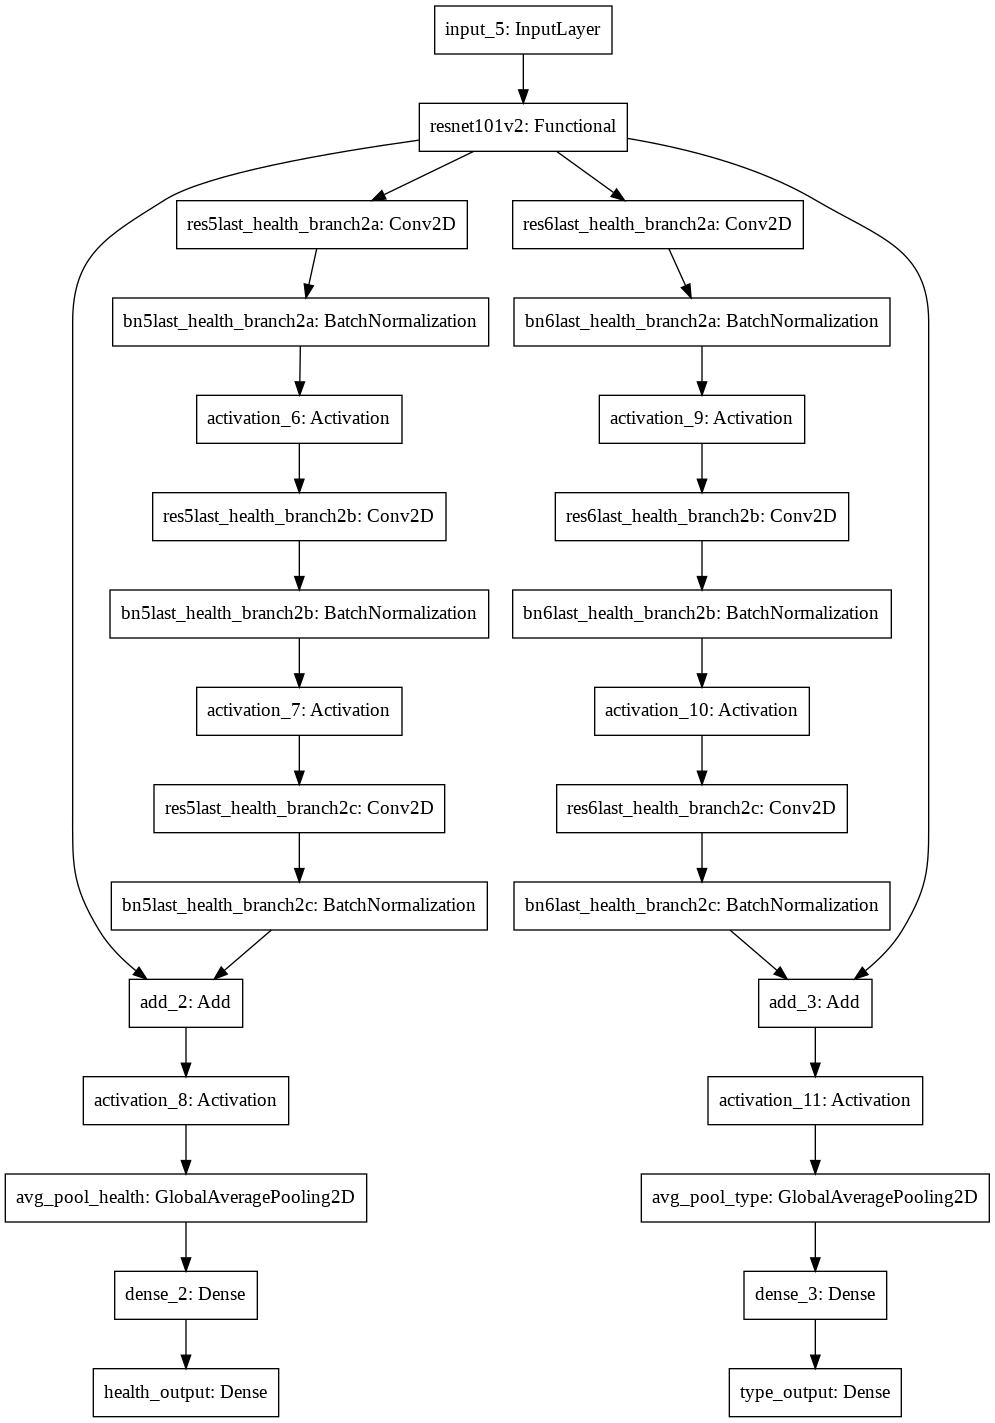 input_5: InputLayer
resnet101v2: Functional
res5last_health_branch2a: Conv2D
res6last_health_branch2a: Conv2D
bn5last_health_branch2a: BatchNormalization
bn6last_health_branch2a: BatchNormalization
activation_6: Activation
activation_9: Activation
res5last_health_branch2b: Conv2D
res6last_health_branch2b: Conv2D
bn5last_health_branch2b: BatchNormalization
bn6last_health_branch2b: BatchNormalization
activation_7: Activation
activation_10: Activation
res5last_health_branch2c: Conv2D
res6last_health_branch2c: Conv2D
bn5last_health_branch2c: BatchNormalization
bn6last_health_branch2c: BatchNormalization
add_2: Add
add_3: Add
activation_8: Activation
activation_11: Activation
avg_pool_health: GlobalAveragePooling2D
avg_pool_type: GlobalAveragePooling2D
dense_2: Dense
dense_3: Dense
health_output: Dense
type_output: Dense